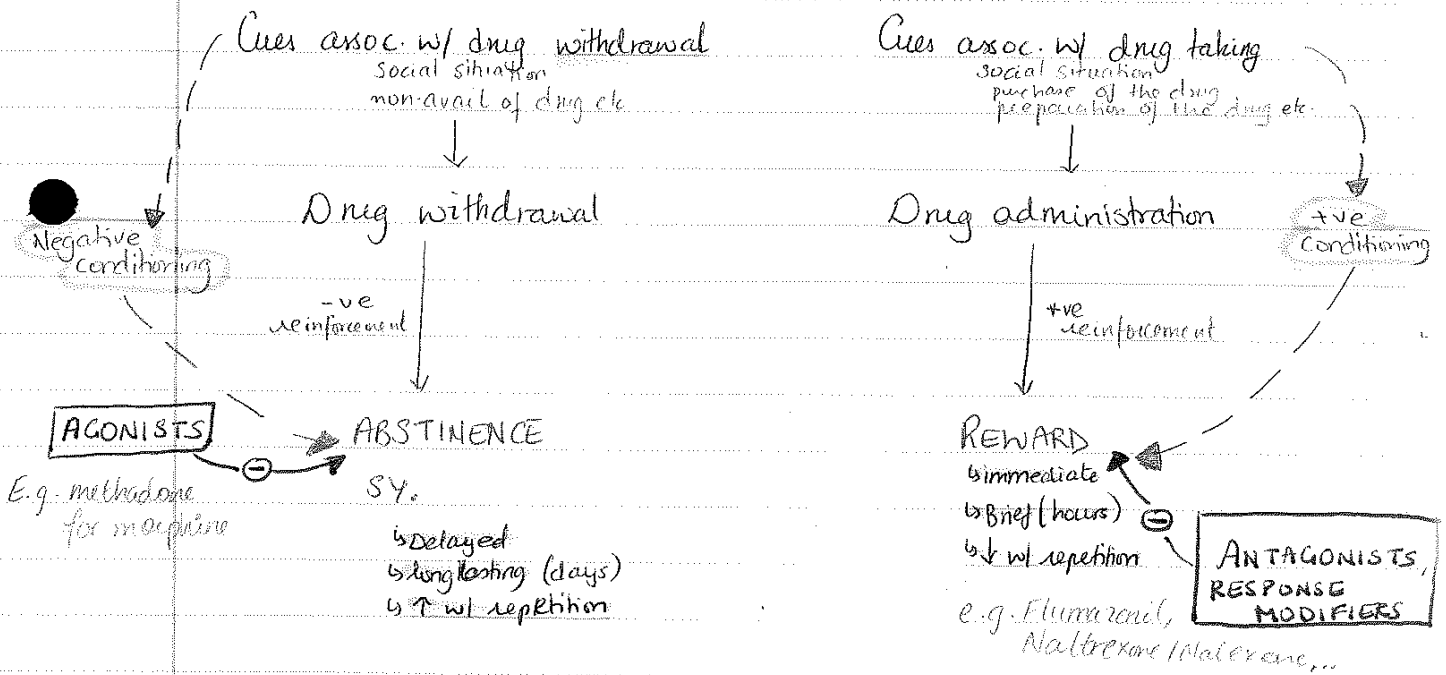 Cues assoc. w/ drug withdrawal
social situation
non-avail of drug etc
Drug withdrawal
Negative
conditioning
-ve
reinforcement
AGONISTS
E.g. methadone
for morphine
ABSTINENCE
SY.
↳Delayed
↳long lasting (days)
↳↑ w/ repetition
Cues assoc. w/ drug taking
social situation
purchase of the drug
preparation of the drug etc.
Drug administration
+ve
conditioning
+ve
reinforcement
REWARD
↳immediate
↳Brief (hours)
↳↓ w/ repetition
ANTAGONISTS,
RESPONSE
MODIFIERS
e.g. Flumazenil,
Naltrexone/